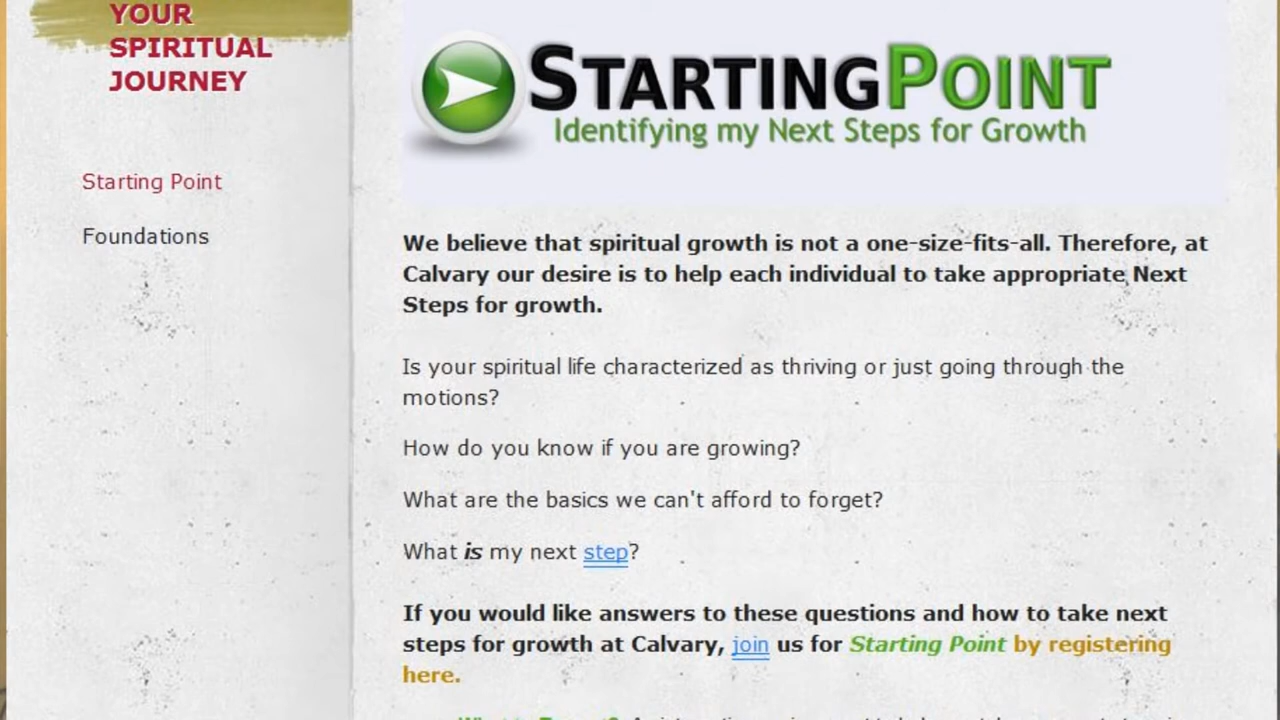 YOUR
SPIRITUAL
JOURNEY
Starting Point
Foundations
STARTINGPOINT
Identifying my Next Steps for Growth
We believe that spiritual growth is not a one-size-fits-all. Therefore, at
Calvary our desire is to help each individual to take appropriate Next
Steps for growth.
Is your spiritual life characterized as thriving or just going through the
motions?
How do you know if you are growing?
What are the basics we can't afford to forget?
What is my next step?
If you would like answers to these questions and how to take next
steps for growth at Calvary, join us for Starting Point by registering
here.